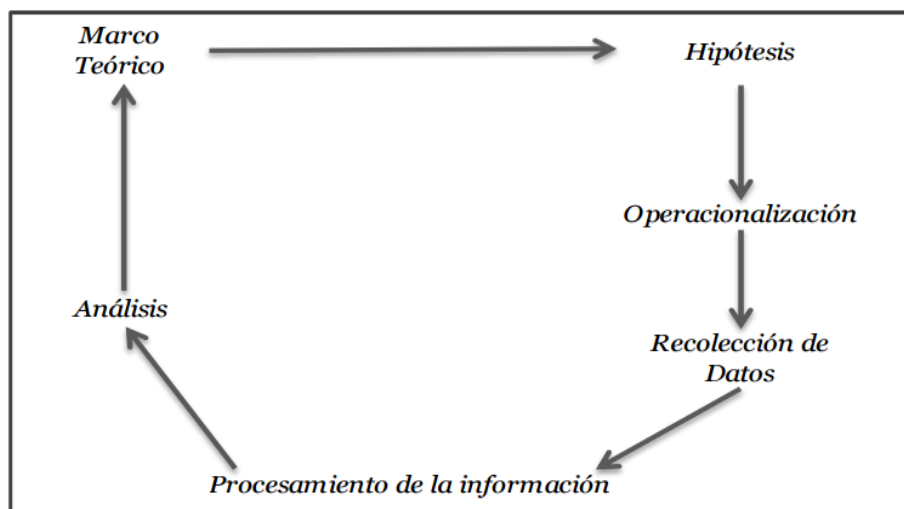 Marco
Teórico
Hipótesis
Operacionalización
Recolección de
Datos
Procesamiento de la información
Análisis